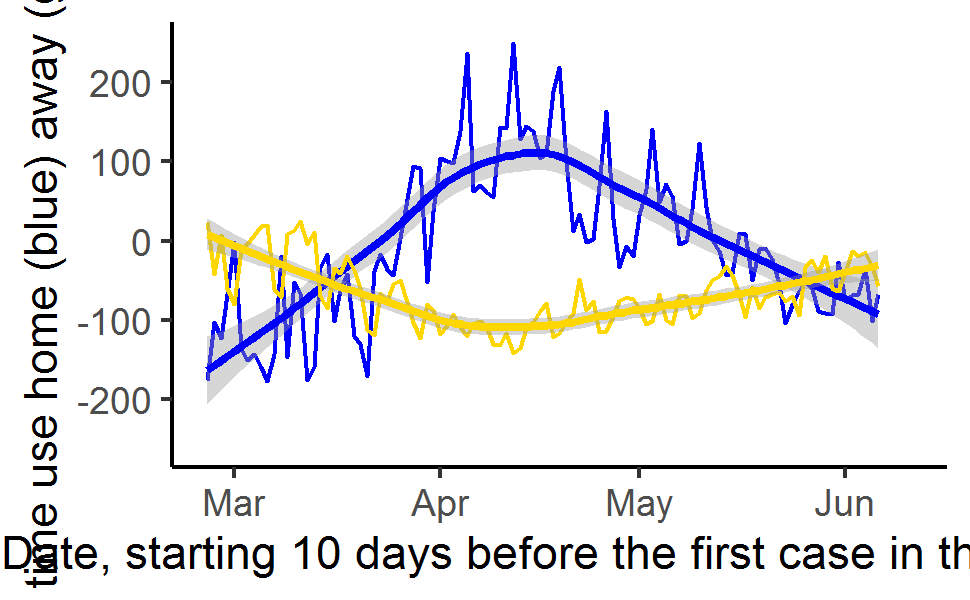 time use home (blue) away (
200
100
0
-100
-200
Mar Apr May Jun
Date, starting 10 days before the first case in th